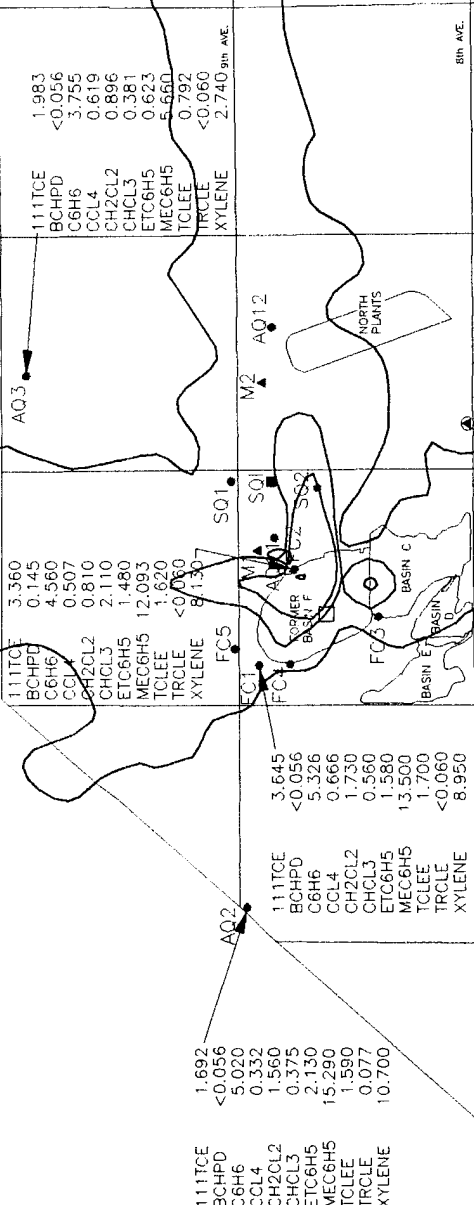 AQ3
111TCE 1.983
BCHPD <0.056
C6H6 3.755
CCL4 0.619
CH2CL2 0.896
CHCL3 0.381
ETC6H5 0.623
MEC6H5 5.660
TCLEE 0.792
TRCLE <0.060
XYLENE 2.740
9th AVE.
111TCE 3.360
BCHPD 0.145
C6H6 4.560
CCL4 0.507
CH2CL2 0.810
CHCL3 2.110
ETC6H5 1.480
MEC6H5 12.093
TCLEE 1.620
TRCLE <0.060
XYLENE 8.130
SQ1
SQ1
M2
AQ12
FC5
FC1
FC4
SQ2
FORMER
BASIN F
FC3
BASIN C
BASIN E
NORTH
PLANTS
8th AVE.
AQ2
111TCE 3.645
BCHPD <0.056
C6H6 5.326
CCL4 0.666
CH2CL2 1.730
CHCL3 0.560
ETC6H5 1.580
MEC6H5 13.500
TCLEE 1.700
TRCLE <0.060
XYLENE 8.950
111TCE 1.692
BCHPD <0.056
C6H6 5.020
CCL4 0.332
CH2CL2 1.560
CHCL3 0.375
ETC6H5 2.130
MEC6H5 15.290
TCLEE 1.590
TRCLE 0.077
XYLENE 10.700